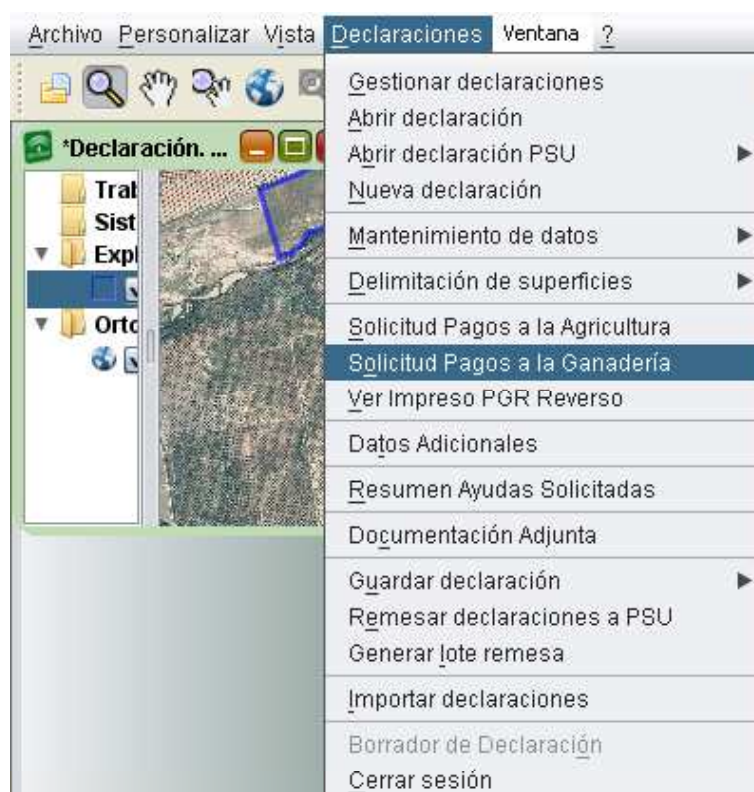 Archivo Personalizar Vista Declaraciones Ventana ?
*Declaración. ...
Trab
Sist
Expl
Orto
Gestionar declaraciones
Abrir declaración
Abrir declaración PSU
Nueva declaración
Mantenimiento de datos
Delimitación de superficies
Solicitud Pagos a la Agricultura
Solicitud Pagos a la Ganadería
Ver Impreso PGR Reverso
Datos Adicionales
Resumen Ayudas Solicitadas
Documentación Adjunta
Guardar declaración
Remesar declaraciones a PSU
Generar lote remesa
Importar declaraciones
Borrador de Declaración
Cerrar sesión